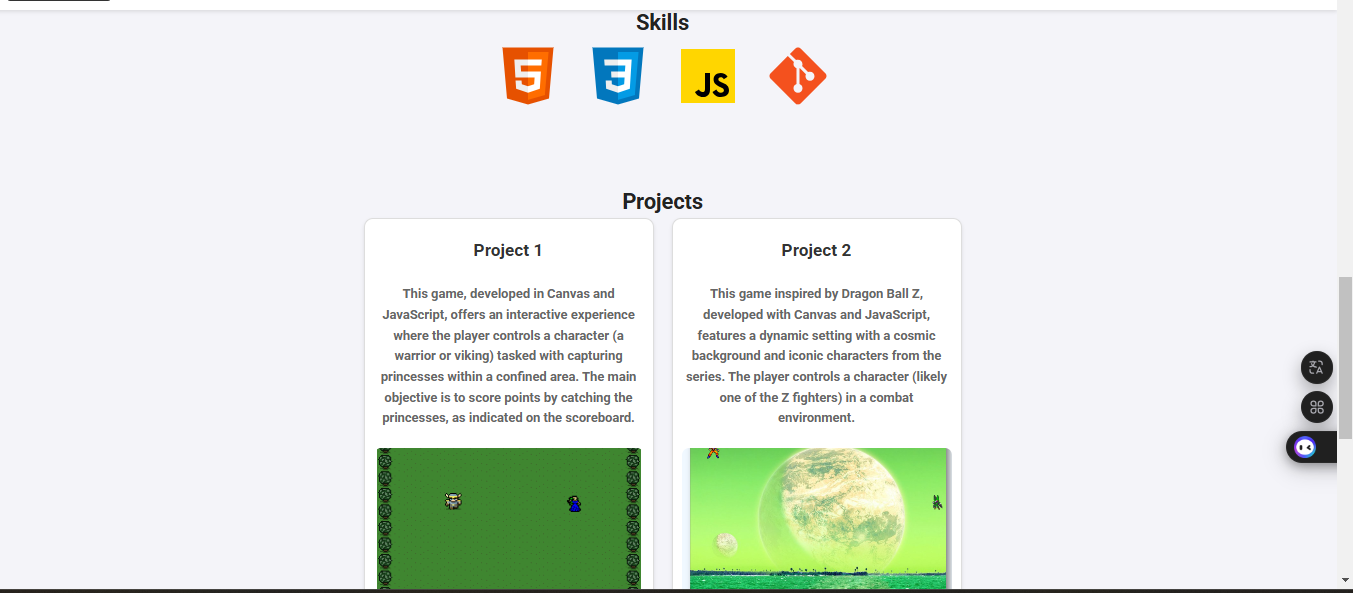 Skills
5
3
JS
Projects
Project 1
This game, developed in Canvas and
JavaScript, offers an interactive experience
where the player controls a character (a
warrior or viking) tasked with capturing
princesses within a confined area. The main
objective is to score points by catching the
princesses, as indicated on the scoreboard.
Project 2
This game inspired by Dragon Ball Z,
developed with Canvas and JavaScript,
features a dynamic setting with a cosmic
background and iconic characters from the
series. The player controls a character (likely
one of the Z fighters) in a combat
environment.